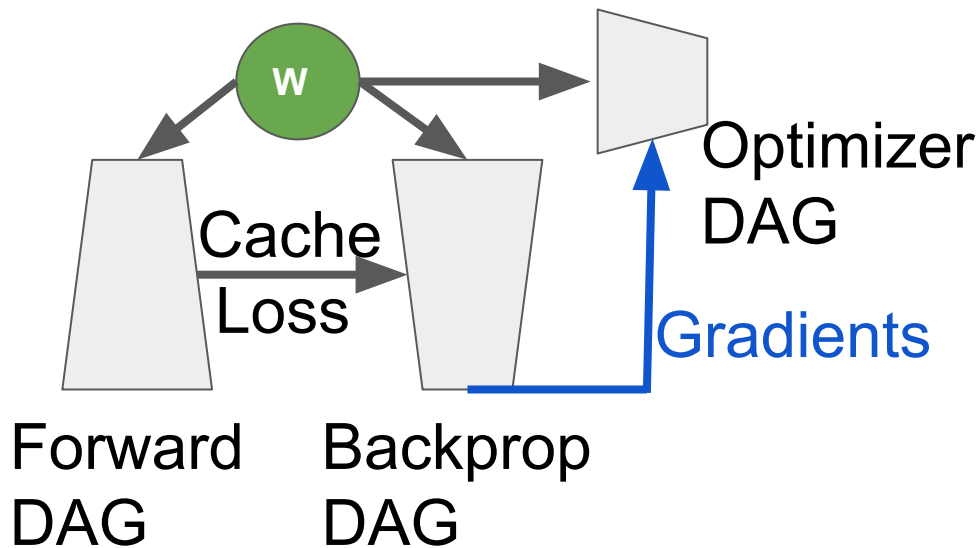 W
Optimizer
DAG
Cache
Loss
Gradients
Forward
DAG
Backprop
DAG